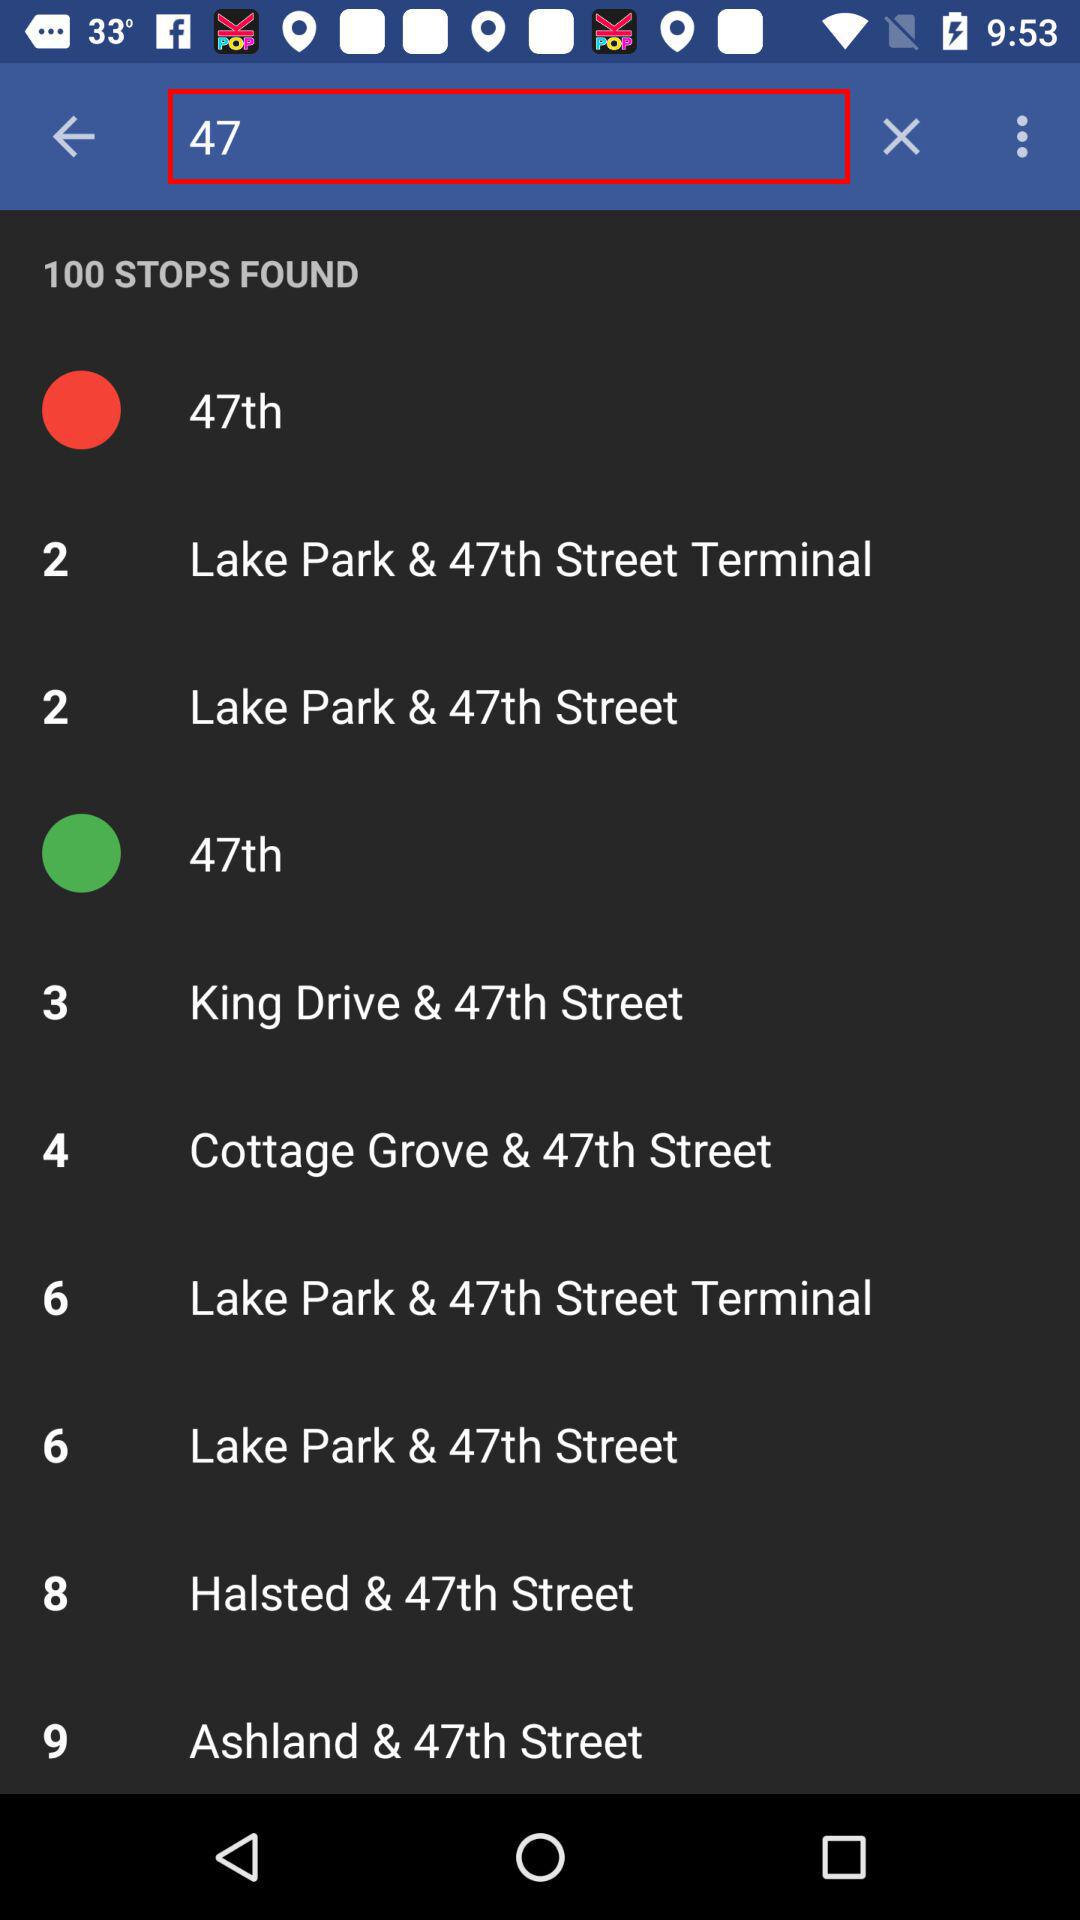 33° 9:53
47
100 STOPS FOUND
47th
2 Lake Park & 47th Street Terminal
2 Lake Park & 47th Street
47th
3 King Drive & 47th Street
4 Cottage Grove & 47th Street
6 Lake Park & 47th Street Terminal
6 Lake Park & 47th Street
8 Halsted & 47th Street
9 Ashland & 47th Street